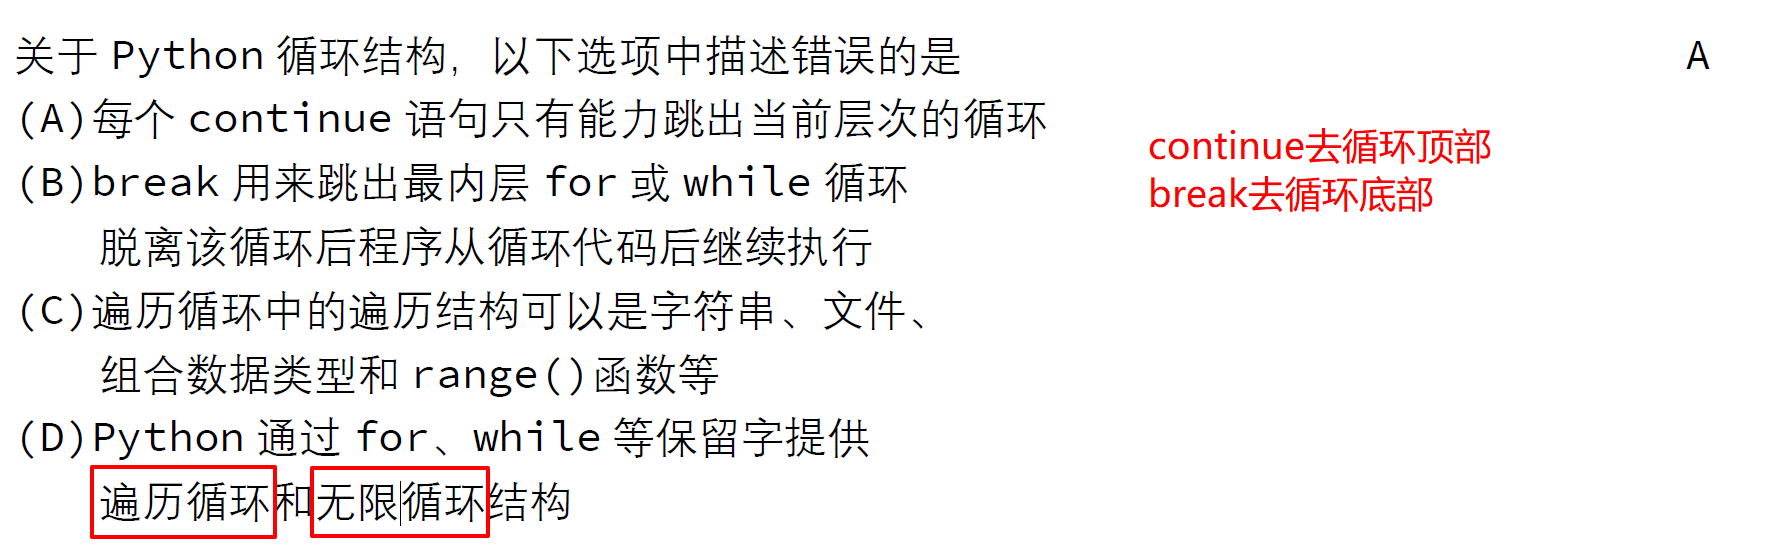 关于 Python 循环结构，以下选项中描述错误的是 A
(A)每个 continue 语句只有能力跳出当前层次的循环
continue去循环顶部
(B)break 用来跳出最内层 for 或 while 循环
break去循环底部
脱离该循环后程序从循环代码后继续执行
(C)遍历循环中的遍历结构可以是字符串、文件、
组合数据类型和 range()函数等
(D)Python 通过 for、while 等保留字提供
遍历循环和无限循环结构